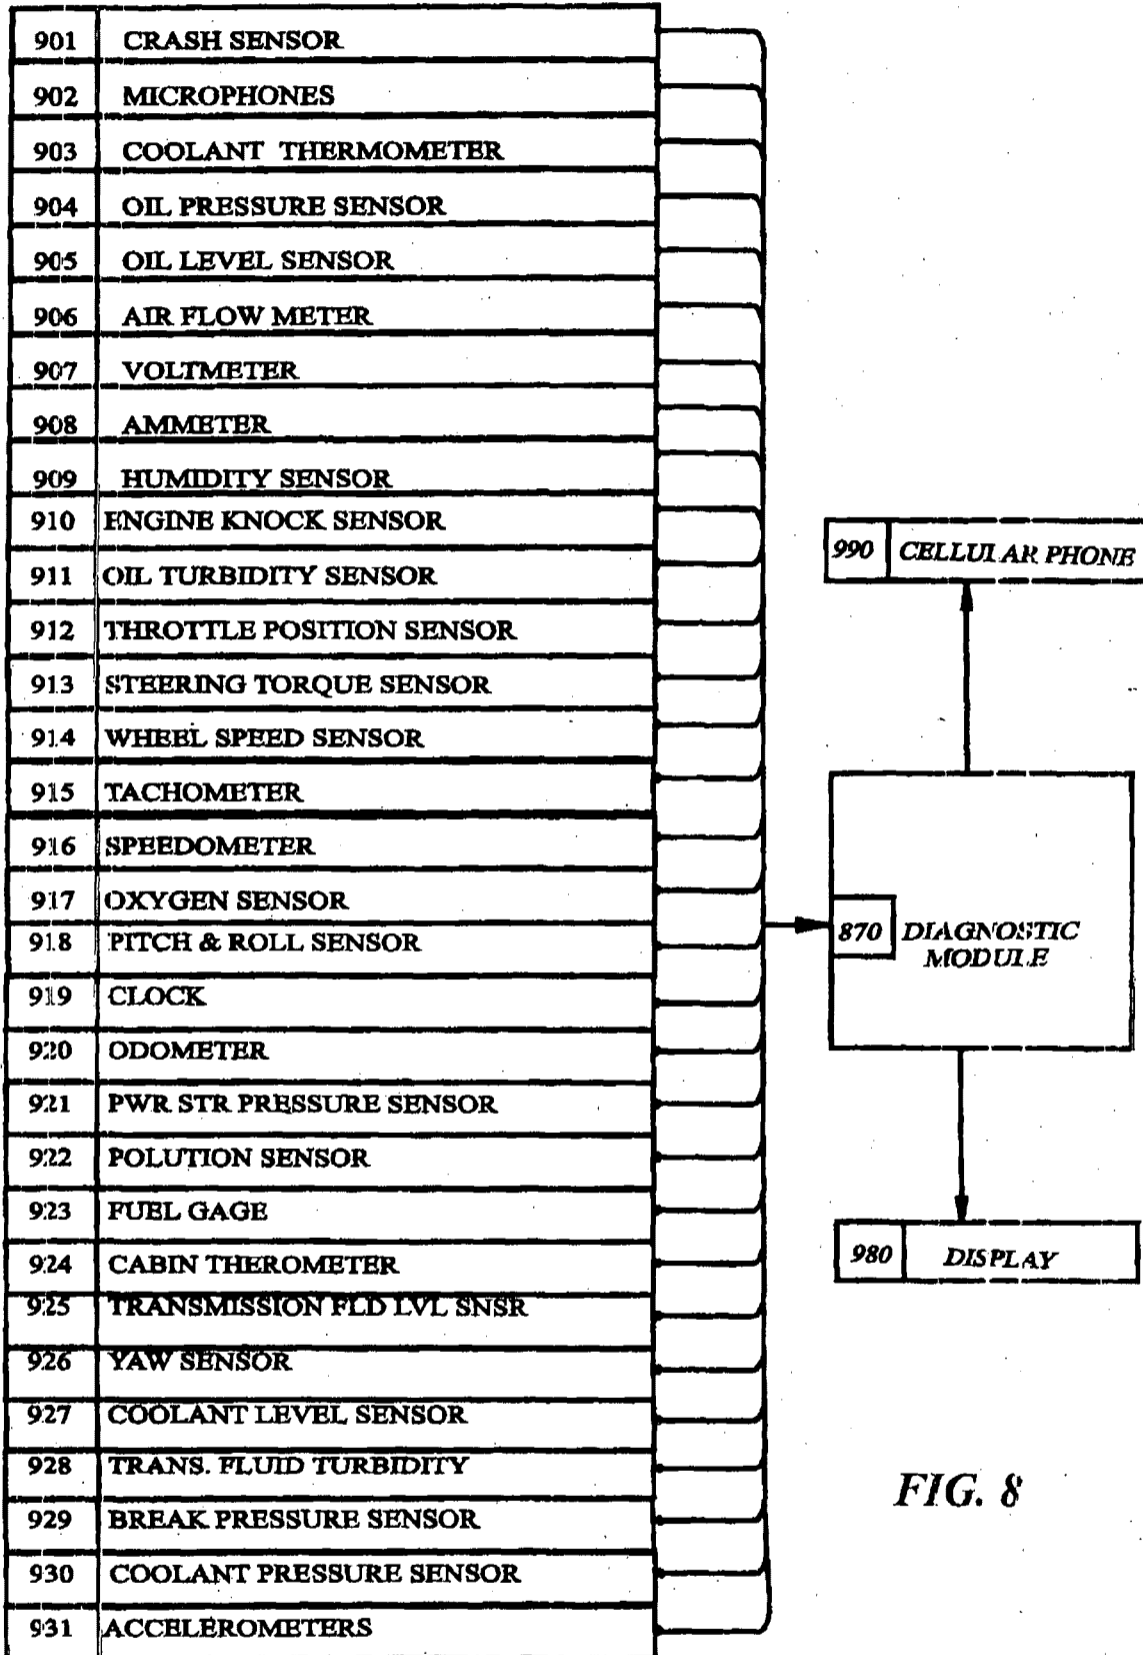 901 CRASH SENSOR
902 MICROPHONES
903 COOLANT THERMOMETER
904 OIL PRESSURE SENSOR
905 OIL LEVEL SENSOR
906 AIR FLOW METER
907 VOLTMETER
908 AMMETER
909 HUMIDITY SENSOR
910 ENGINE KNOCK SENSOR
911 OIL TURBIDITY SENSOR
912 THROTTLE POSITION SENSOR
913 STEERING TORQUE SENSOR
914 WHEEL SPEED SENSOR
915 TACHOMETER
916 SPEEDOMETER
917 OXYGEN SENSOR
918 PITCH & ROLL SENSOR
919 CLOCK
920 ODOMETER
921 PWR STR PRESSURE SENSOR
922 POLUTION SENSOR
923 FUEL GAGE
924 CABIN THEROMETER
925 TRANSMISSION FLD LVL SNSR
926 YAW SENSOR
927 COOLANT LEVEL SENSOR
928 TRANS. FLUID TURBIDITY
929 BREAK PRESSURE SENSOR
930 COOLANT PRESSURE SENSOR
931 ACCELEROMETERS
990 CELLULAR PHONE
870 DIAGNOSTIC
MODULE
980 DISPLAY
FIG. 8